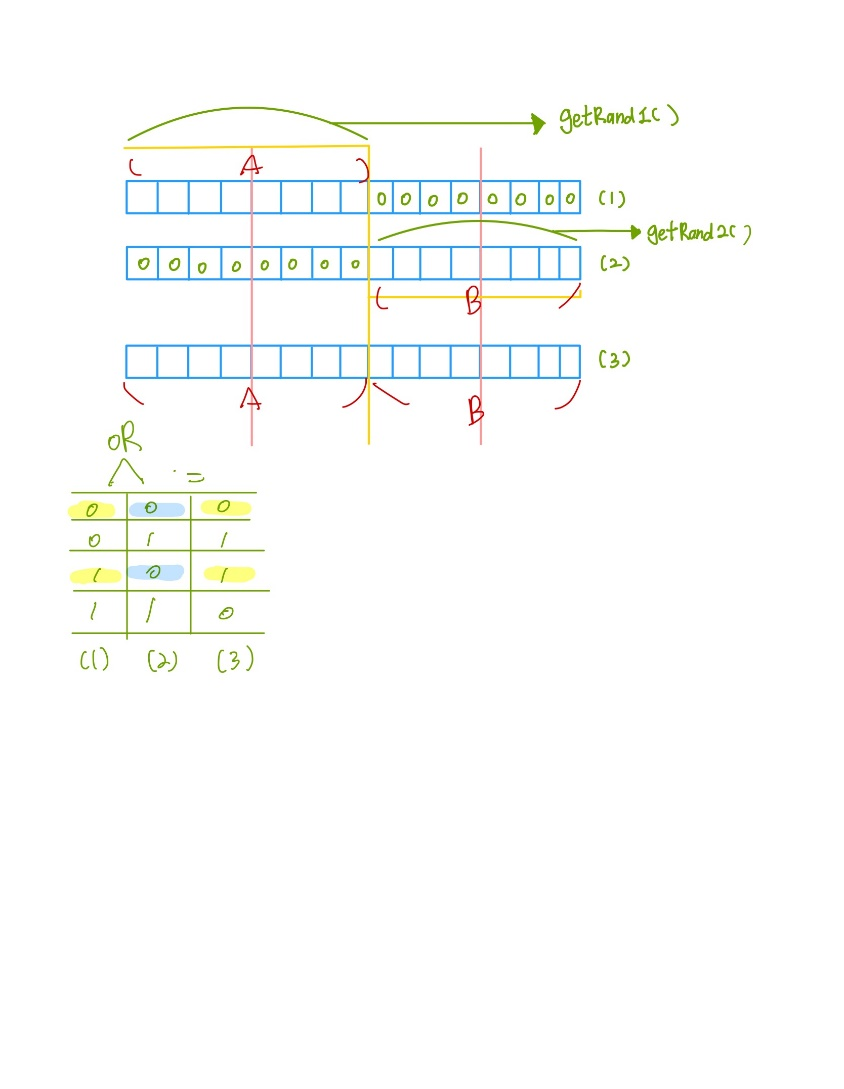 getRand1()
A
0 0 0 0 0 0 0 0 (1)
getRand2()
0 0 0 0 0 0 0 0 (2)
( B )
(3)
( A ) ( B )
OR
∧ =
0 0 0
0 1 1
1 0 1
1 1 0
(1) (2) (3)